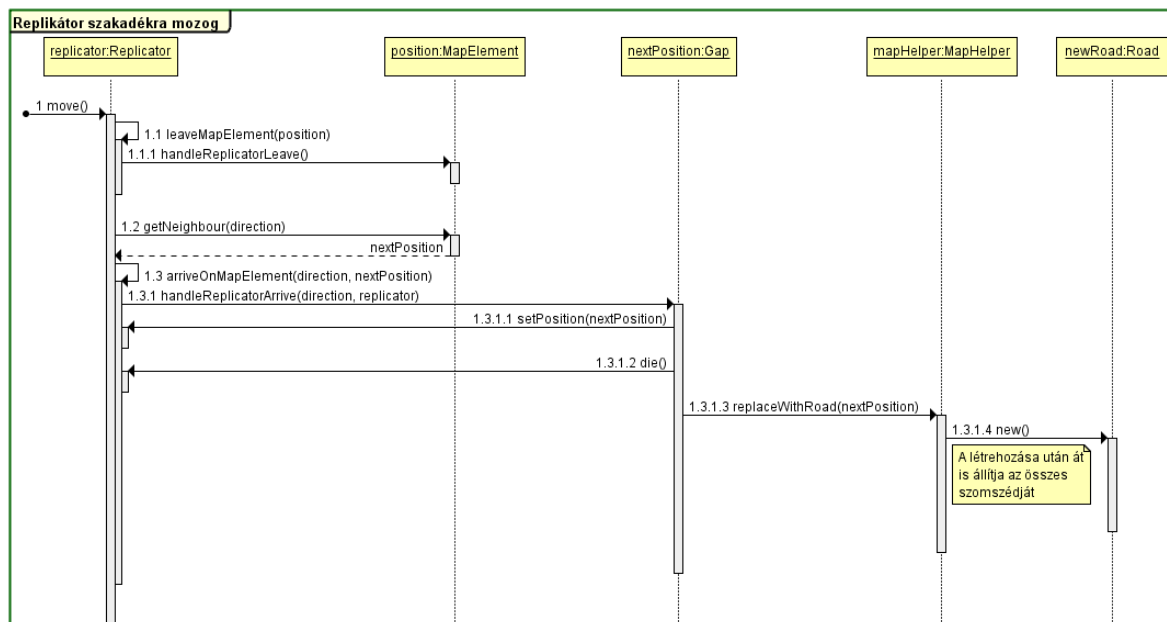 Replikátor szakadékra mozog
replicator:Replicator
position:MapElement
nextPosition:Gap
mapHelper:MapHelper
newRoad:Road
1 move()
1.1 leaveMapElement(position)
1.1.1 handleReplicatorLeave()
1.2 getNeighbour(direction)
nextPosition
1.3 arriveOnMapElement(direction, nextPosition)
1.3.1 handleReplicatorArrive(direction, replicator)
1.3.1.1 setPosition(nextPosition)
1.3.1.2 die()
1.3.1.3 replaceWithRoad(nextPosition)
1.3.1.4 new()
A létrehozása után át
is állítja az összes
szomszédját